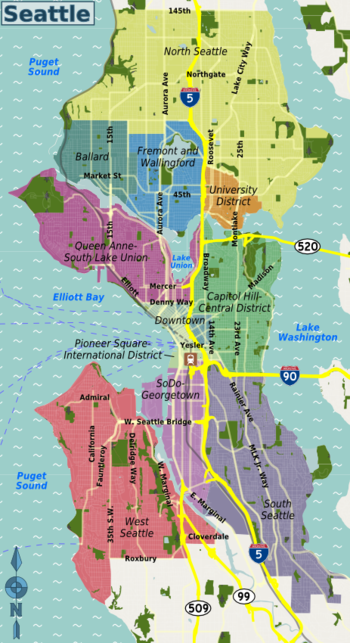 Seattle
145th
North Seattle
Puget
Sound
Northgate
Lake City Way
Aurora Ave
5
15th
Roosevet
25th
Fremont and
Wallingford
Ballard
Market St
45th
University
District
Aurora Ave
15th
Montlake
520
Queen Anne-
South Lake Union
Lake
Union
Broadway
Madison
Mercer
Elliott
Elliott Bay
Denny Way
Capitol Hill-
Central District
Downtown
14th Ave
23rd Ave
Lake
Washington
Pioneer Square-
International District
Yesler
90
SoDo-
Georgetown
Admiral
Rainier Ave
W. Seattle Bridge
California
Fauntleroy
Delridge Way
W. Marginal
MLK Jr. Way
Puget
Sound
E. Marginal
South
Seattle
35th S.W.
West
Seattle
Cloverdale
5
Roxbury
99
509
N